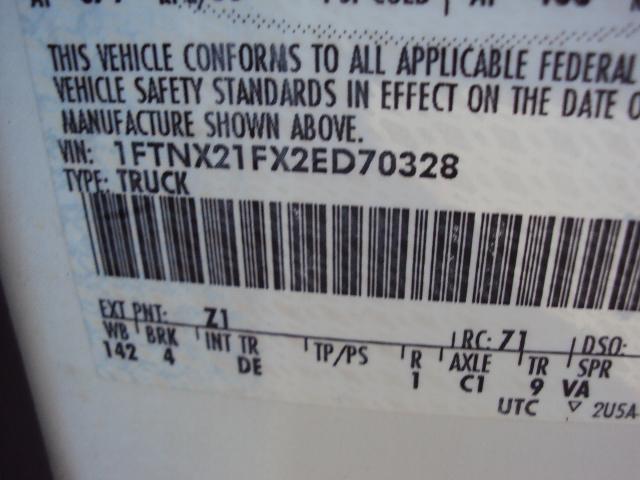 THIS VEHICLE CONFORMS TO ALL APPLICABLE FEDERAL
VEHICLE SAFETY STANDARDS IN EFFECT ON THE DATE O
MANUFACTURE SHOWN ABOVE.
VIN: 1FTNX21FX2ED70328
TYPE: TRUCK
EXT PNT: Z1 RC: 71 DSO:
WB BRK INT TR TP/PS R AXLE TR SPR
142 4 DE 1 C1 9 VA
UTC ▽ 2U5A